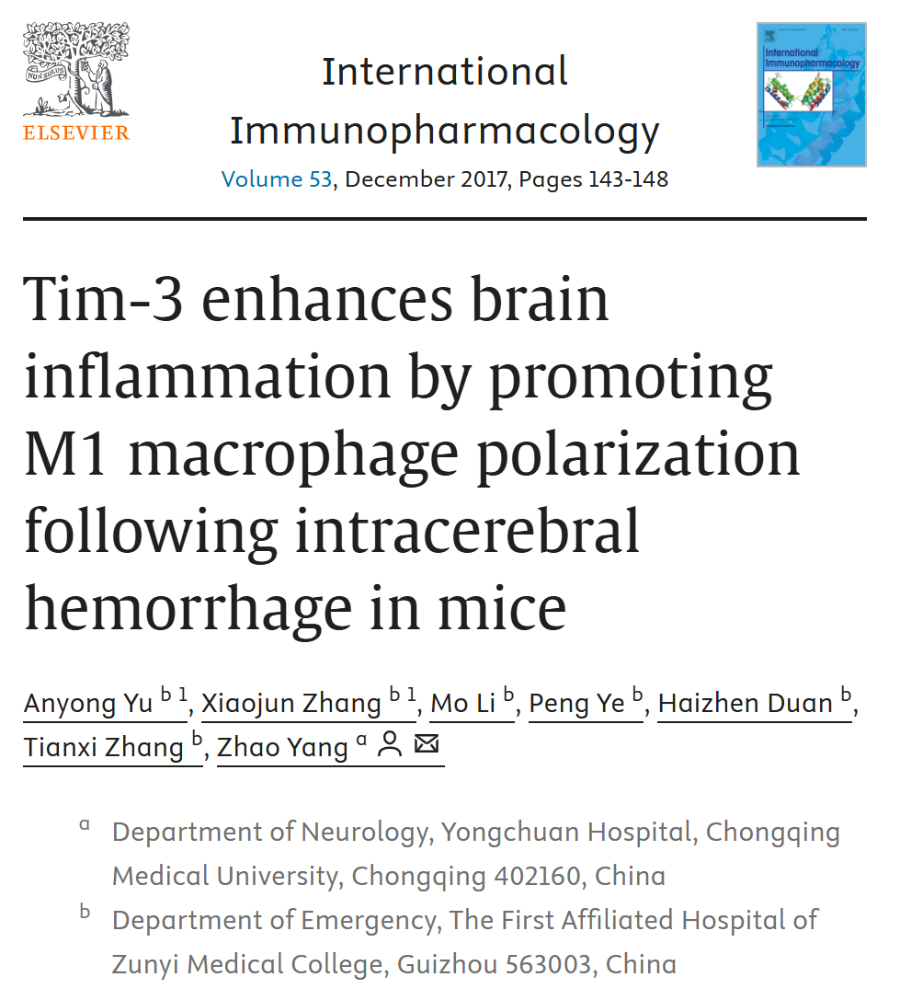 NON SOLUS
ELSEVIER
International
Immunopharmacology
Volume 53, December 2017, Pages 143-148
International
Immunopharmacology
Tim-3 enhances brain
inflammation by promoting
M1 macrophage polarization
following intracerebral
hemorrhage in mice
Anyong Yu b 1, Xiaojun Zhang b 1, Mo Li b, Peng Ye b, Haizhen Duan b,
Tianxi Zhang b, Zhao Yang a
a Department of Neurology, Yongchuan Hospital, Chongqing
Medical University, Chongqing 402160, China
b Department of Emergency, The First Affiliated Hospital of
Zunyi Medical College, Guizhou 563003, China